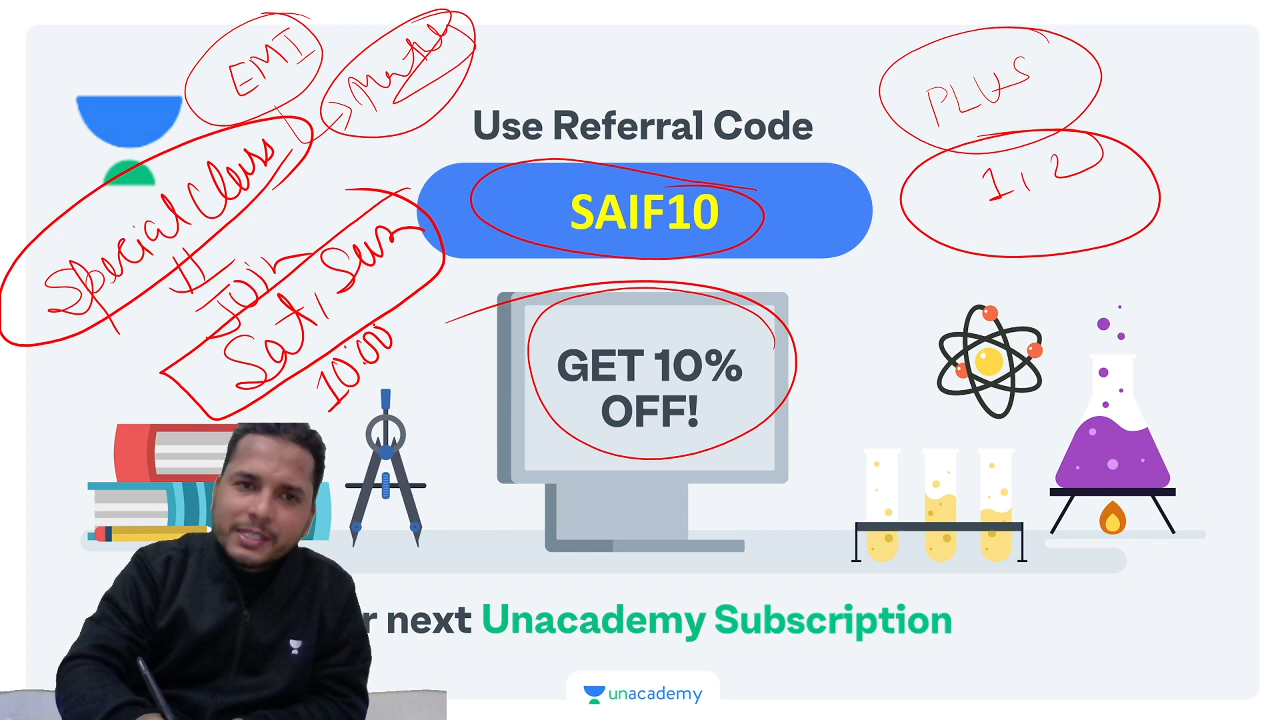 EMI
PLUS
Use Referral Code
SAIF10
1, 2
Special Class
Join
Sat, Sun
10:00
GET 10%
OFF!
r next Unacademy Subscription
unacademy